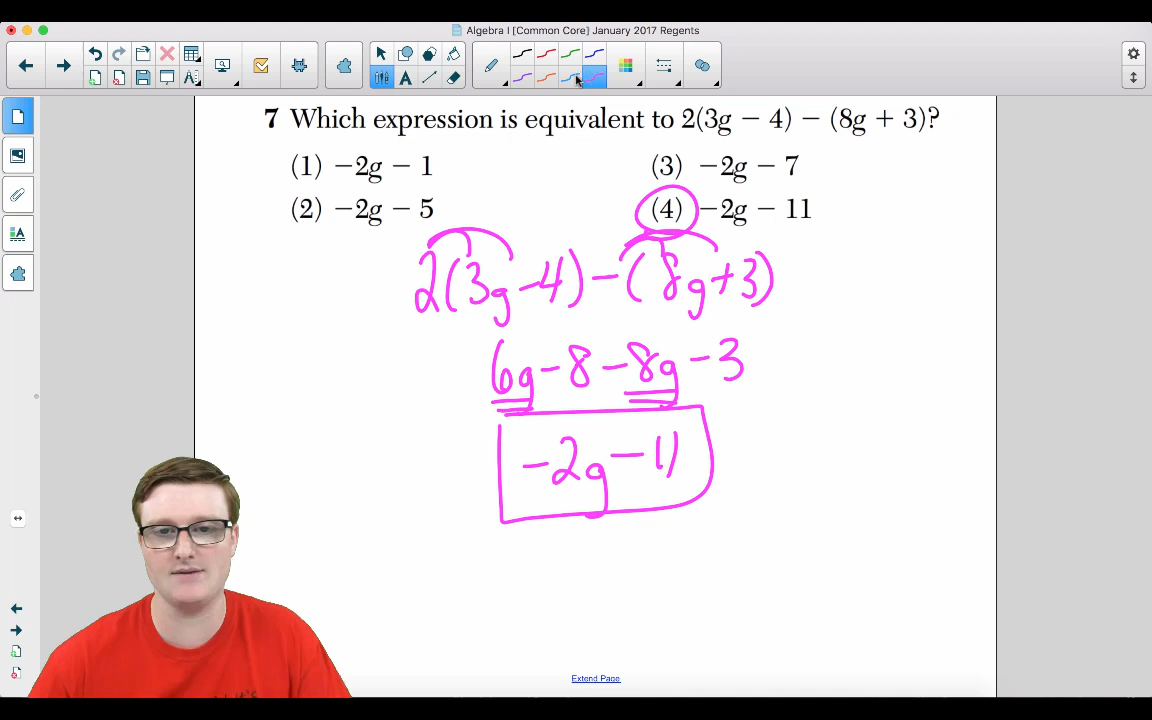 Algebra I [Common Core] January 2017 Regents
7 Which expression is equivalent to 2(3g − 4) − (8g + 3)?
(1) −2g − 1 (3) −2g − 7
(2) −2g − 5 (4) −2g − 11
2(3g-4)-(8g+3)
6g-8-8g-3
-2g-11
Extend Page